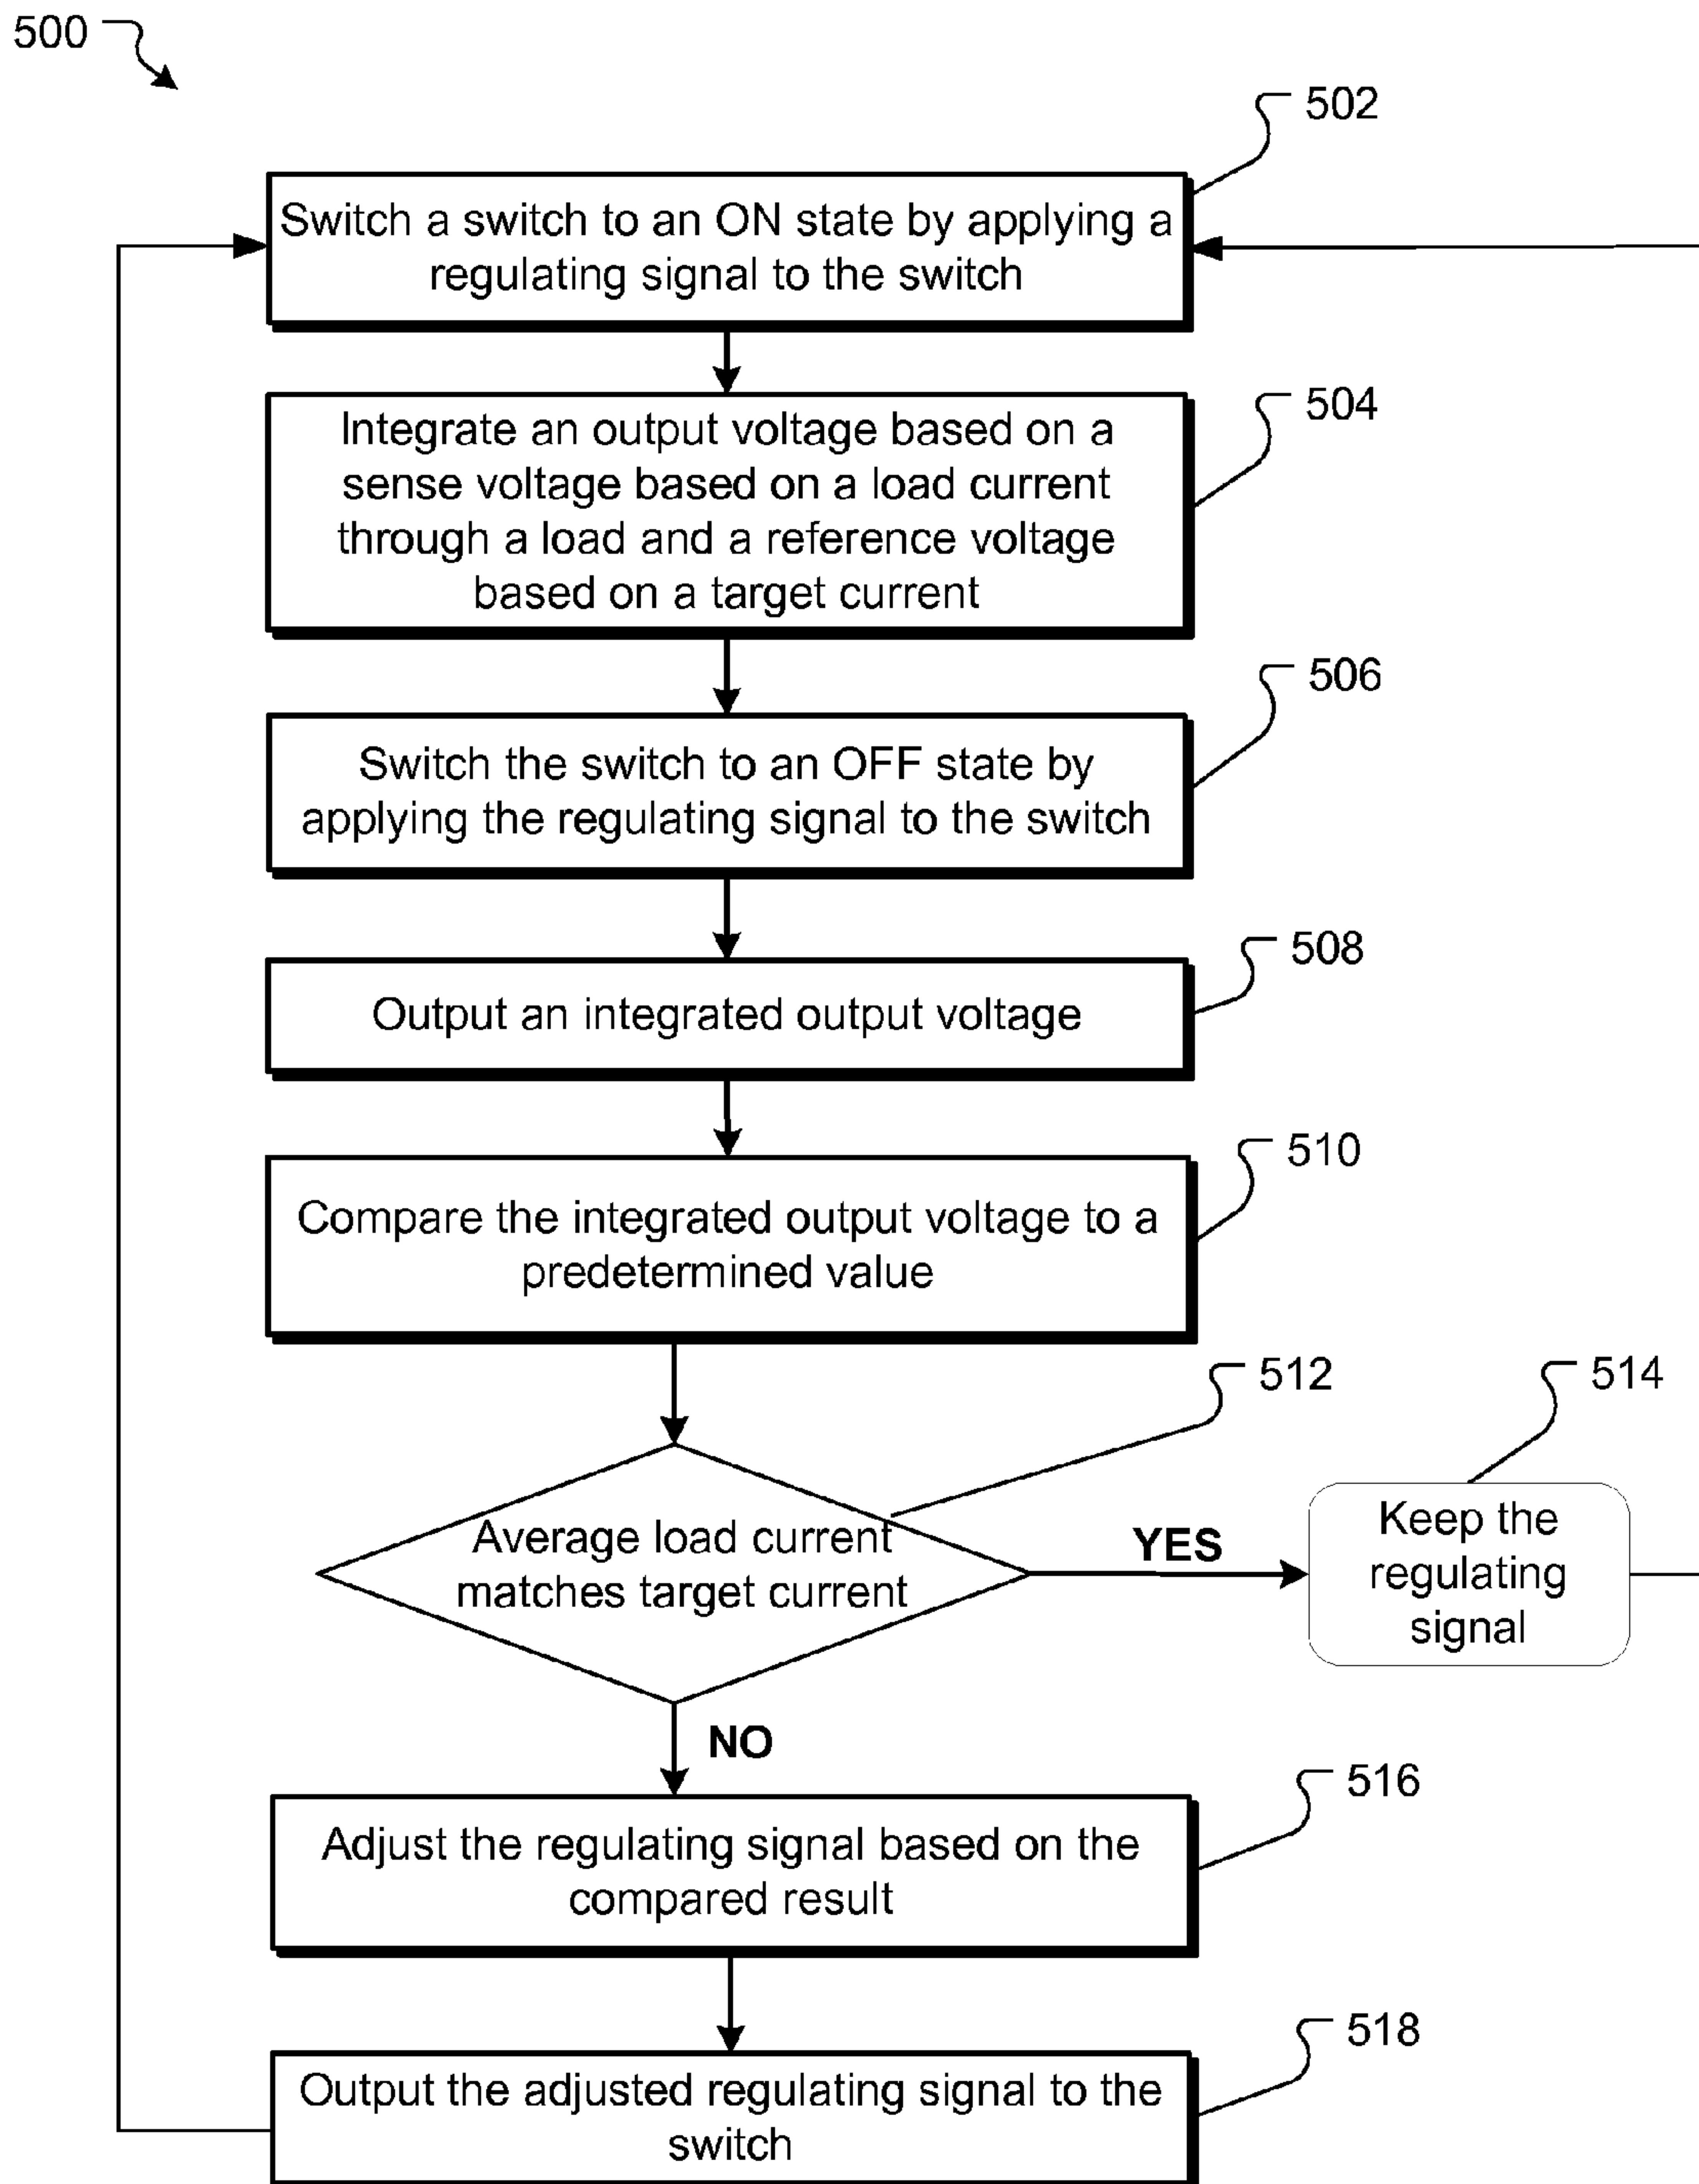 500
502
Switch a switch to an ON state by applying a
regulating signal to the switch
504
Integrate an output voltage based on a
sense voltage based on a load current
through a load and a reference voltage
based on a target current
506
Switch the switch to an OFF state by
applying the regulating signal to the switch
508
Output an integrated output voltage
510
Compare the integrated output voltage to a
predetermined value
512
514
Average load current
matches target current
YES
Keep the
regulating
signal
NO
516
Adjust the regulating signal based on the
compared result
518
Output the adjusted regulating signal to the
switch